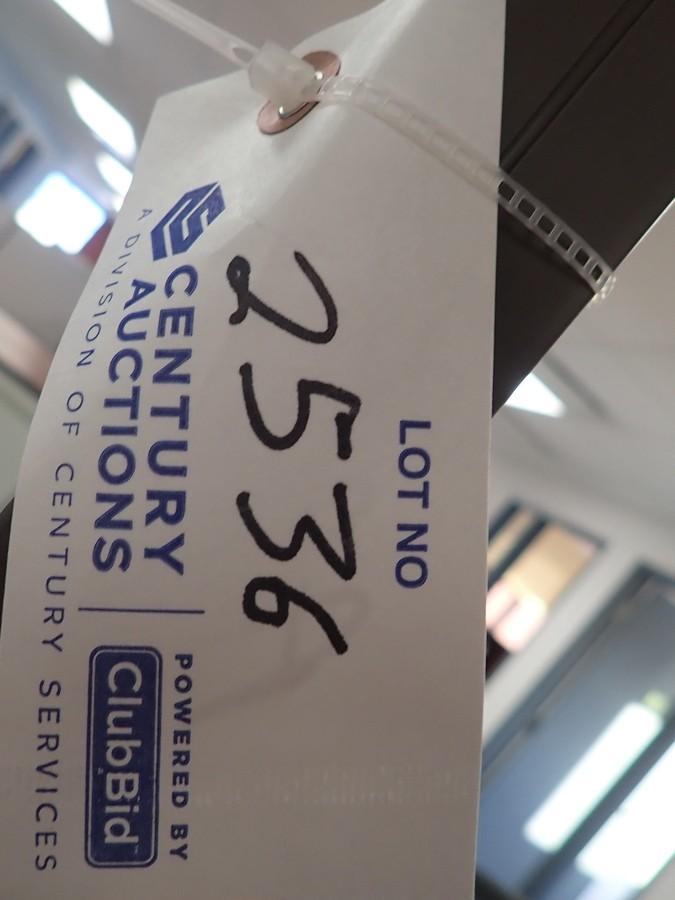 LOT NO
2536
CENTURY
AUCTIONS
POWERED BY
ClubBid
A DIVISION OF CENTURY SERVICES